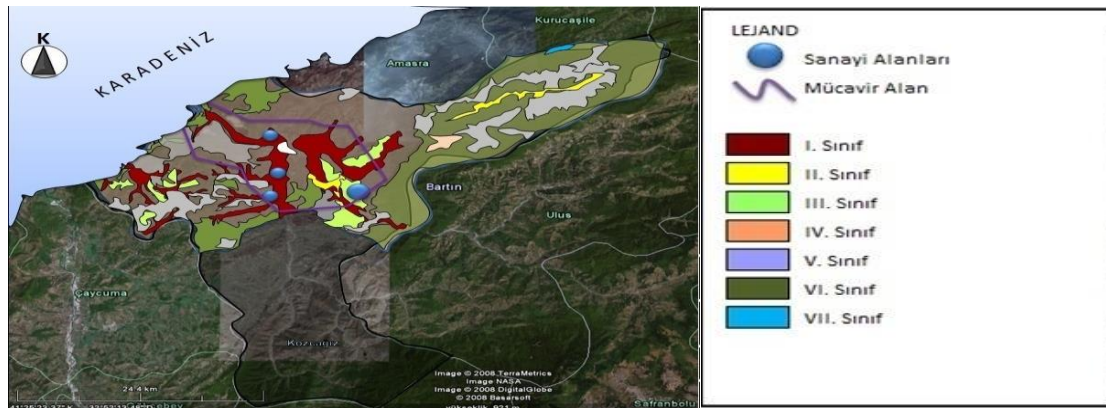 K
KARADENİZ
Kurucaşile
Amasra
Bartın
Ulus
Çaycuma
Kozcağız
24.4 km
Image © 2008 TerraMetrics
Image NASA
Image © 2008 DigitalGlobe
© 2008 Basarsoft
Safranbolu
LEJAND
Sanayi Alanları
Mücavir Alan
I. Sınıf
II. Sınıf
III. Sınıf
IV. Sınıf
V. Sınıf
VI. Sınıf
VII. Sınıf